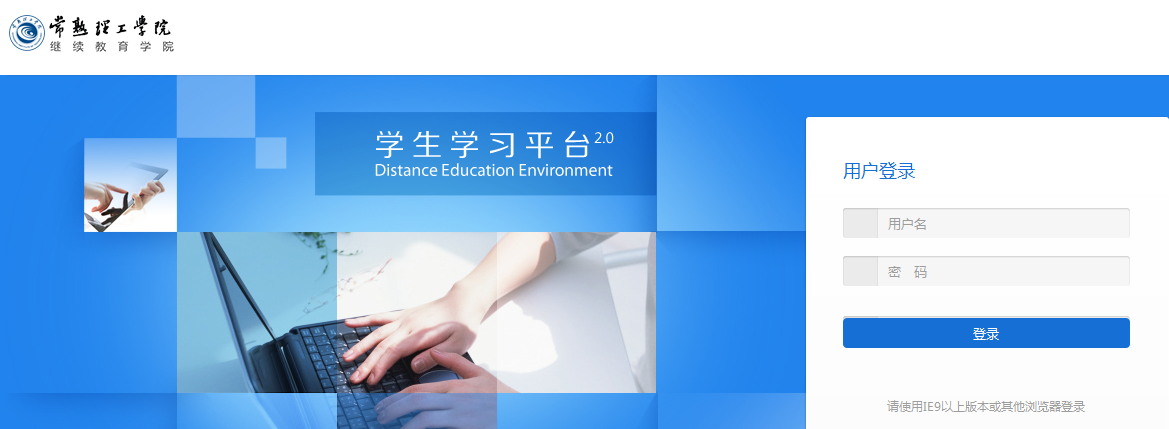 常熟理工学院
继续教育学院
学生学习平台2.0
Distance Education Environment
用户登录
用户名
密 码
登录
请使用IE9以上版本或其他浏览器登录